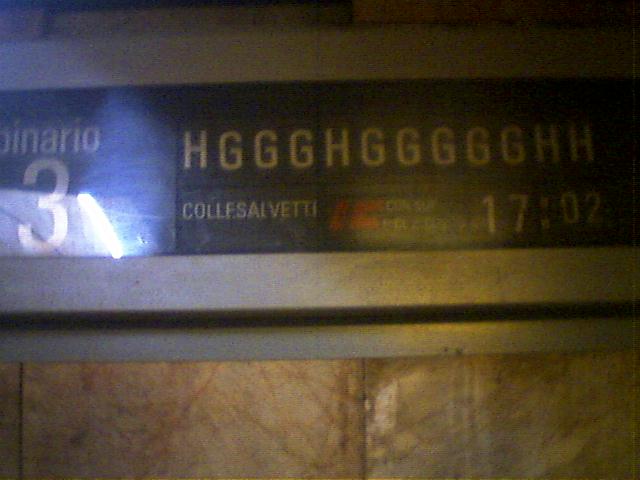 binario
3
HGGGHGGGGGHH
COLLESALVETTI
17:02